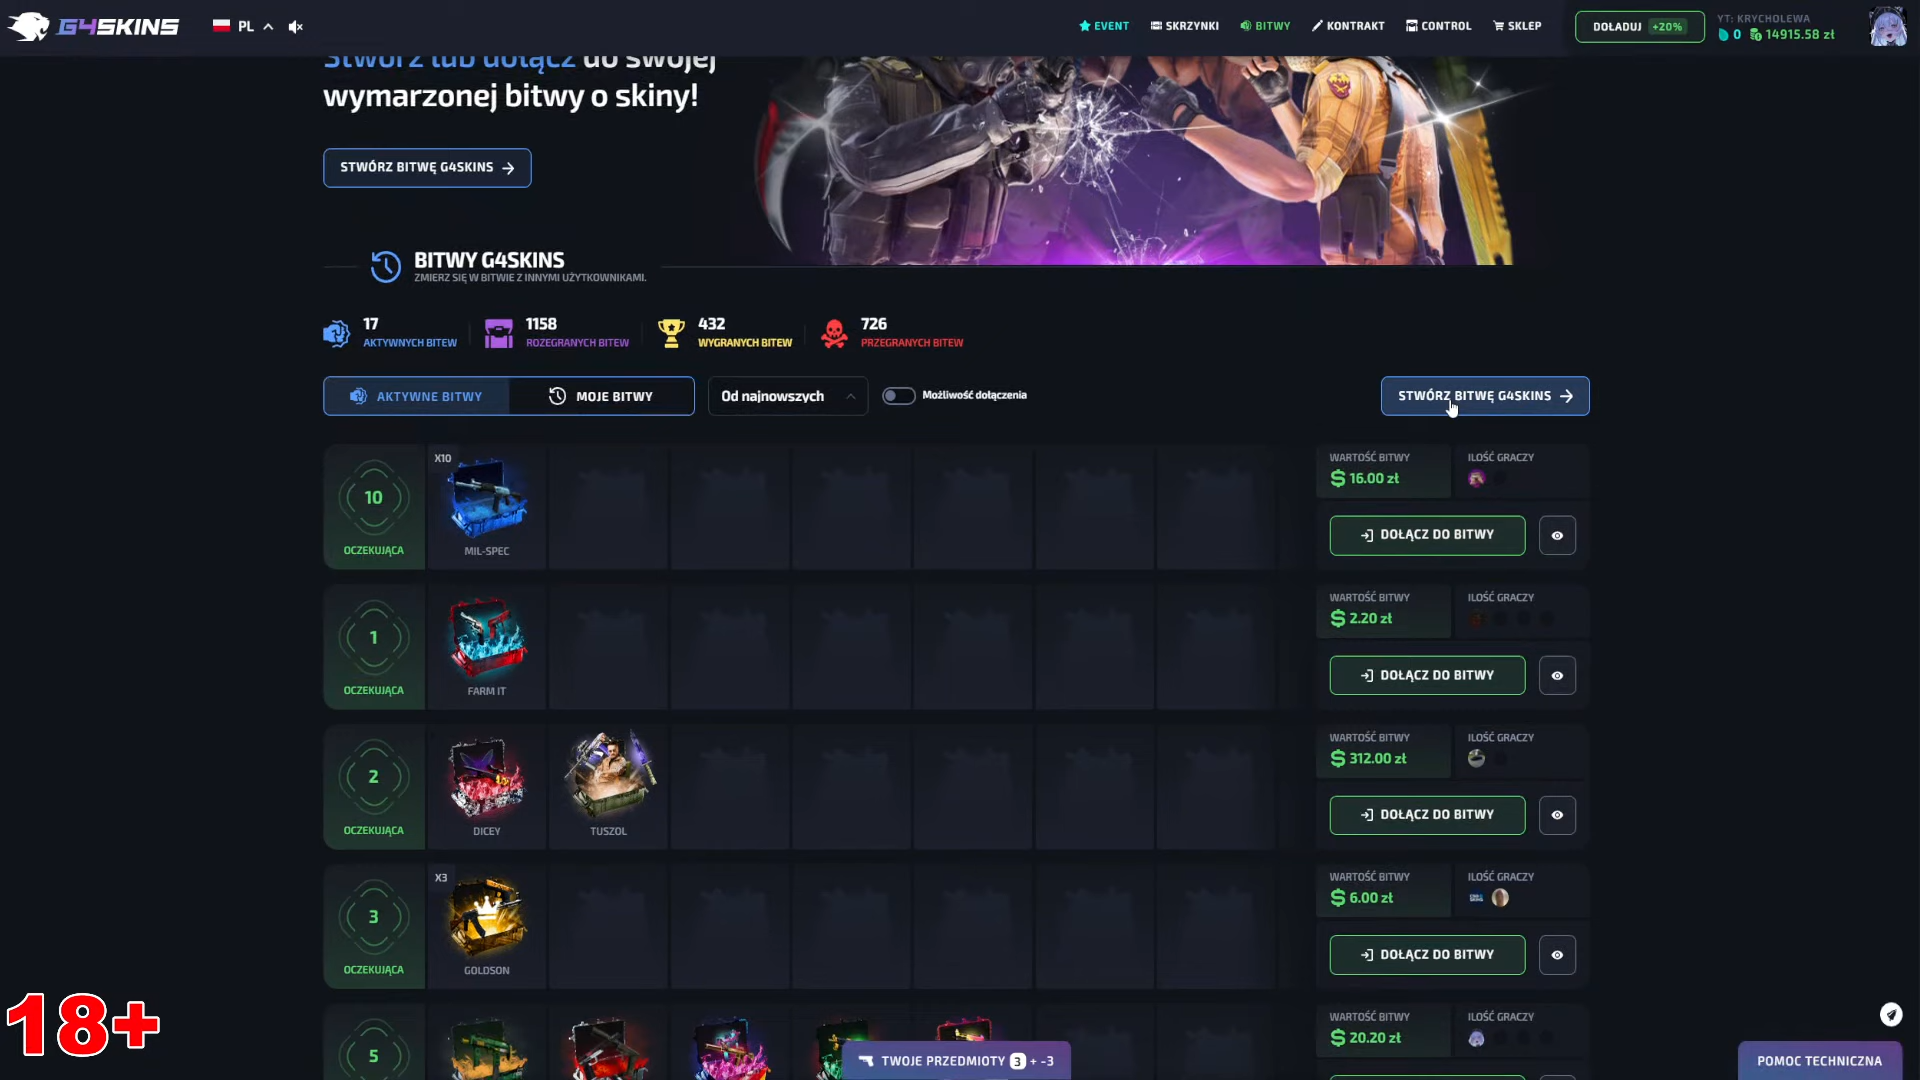 G4SKINS
PL
EVENT
SKRZYNKI
BITWY
KONTRAKT
CONTROL
SKLEP
DOŁADUJ +20%
YT: KRYCHOLEWA
0 14915.58 zł
Stwórz lub dołącz do swojej
wymarzonej bitwy o skiny!
STWÓRZ BITWĘ G4SKINS
BITWY G4SKINS
ZMIERZ SIĘ W BITWIE Z INNYMI UŻYTKOWNIKAMI.
17
AKTYWNYCH BITEW
1158
ROZEGRANYCH BITEW
432
WYGRANYCH BITEW
726
PRZEGRANYCH BITEW
AKTYWNE BITWY
MOJE BITWY
Od najnowszych
Możliwość dołączenia
STWÓRZ BITWĘ G4SKINS
10
OCZEKUJĄCA
X10
MIL-SPEC
WARTOŚĆ BITWY
16.00 zł
ILOŚĆ GRACZY
DOŁĄCZ DO BITWY
1
OCZEKUJĄCA
FARM IT
WARTOŚĆ BITWY
2.20 zł
ILOŚĆ GRACZY
DOŁĄCZ DO BITWY
2
OCZEKUJĄCA
DICEY
TUSZOL
WARTOŚĆ BITWY
312.00 zł
ILOŚĆ GRACZY
DOŁĄCZ DO BITWY
3
OCZEKUJĄCA
X3
GOLDSON
WARTOŚĆ BITWY
6.00 zł
ILOŚĆ GRACZY
DOŁĄCZ DO BITWY
5
WARTOŚĆ BITWY
20.20 zł
ILOŚĆ GRACZY
18+
TWOJE PRZEDMIOTY 3 + -3
POMOC TECHNICZNA